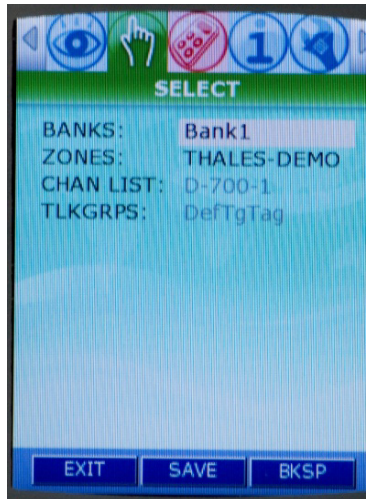 SELECT
BANKS: Bank1
ZONES: THALES-DEMO
CHAN LIST: D-700-1
TLKGRPS: DefTgTag
EXIT SAVE BKSP